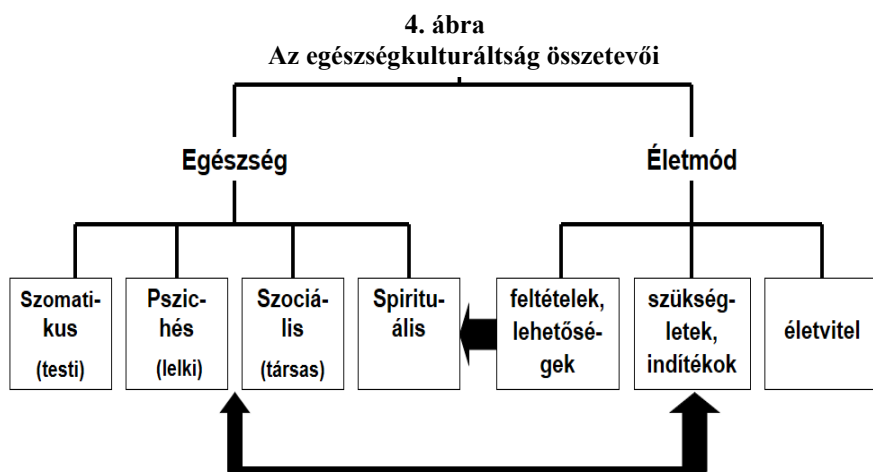 4. ábra
Az egészségkulturáltság összetevői
Egészség
Életmód
Szomati-
kus
(testi)
Pszic-
hés
(lelki)
Szociá-
lis
(társas)
Spiritu-
ális
feltételek,
lehetősé-
gek
szükség-
letek,
indítékok
életvitel